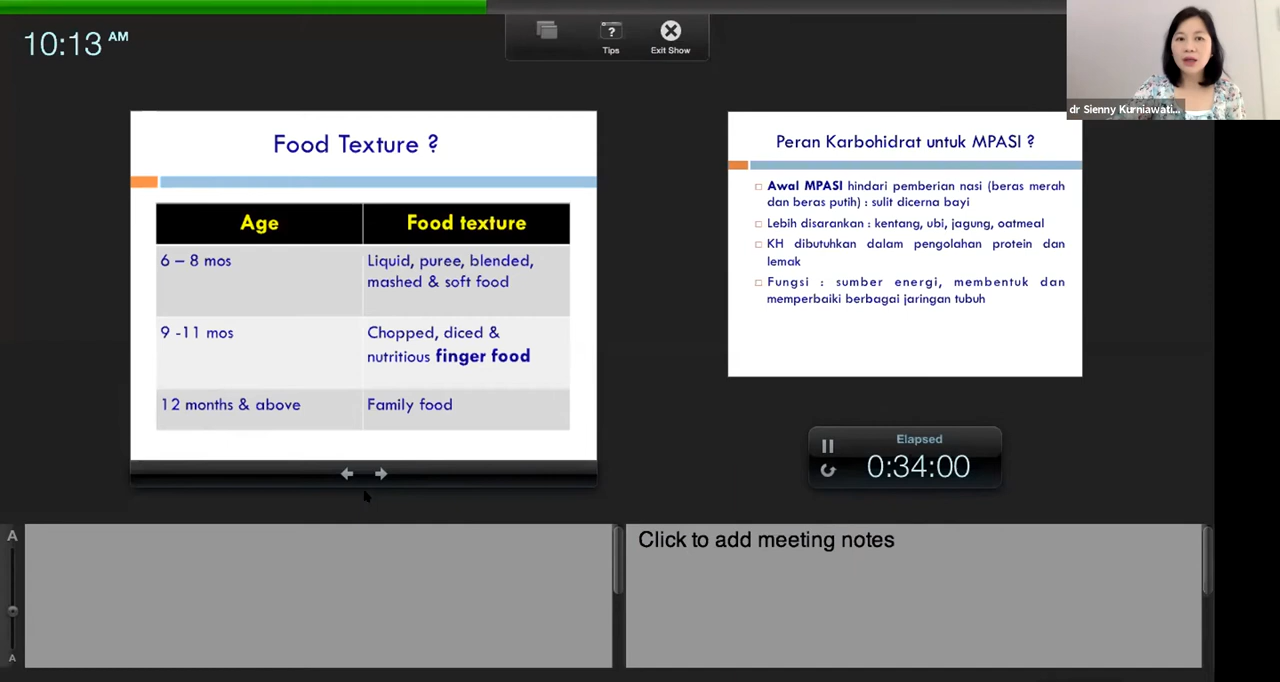 10:13 AM
Tips
Exit Show
dr Sienny Kurniawati...
Food Texture ?
Age
Food texture
6 – 8 mos
Liquid, puree, blended,
mashed & soft food
9 -11 mos
Chopped, diced &
nutritious finger food
12 months & above
Family food
Peran Karbohidrat untuk MPASI ?
Awal MPASI hindari pemberian nasi (beras merah
dan beras putih) : sulit dicerna bayi
Lebih disarankan : kentang, ubi, jagung, oatmeal
KH dibutuhkan dalam pengolahan protein dan
lemak
Fungsi : sumber energi, membentuk dan
memperbaiki berbagai jaringan tubuh
Elapsed
0:34:00
A
A
Click to add meeting notes